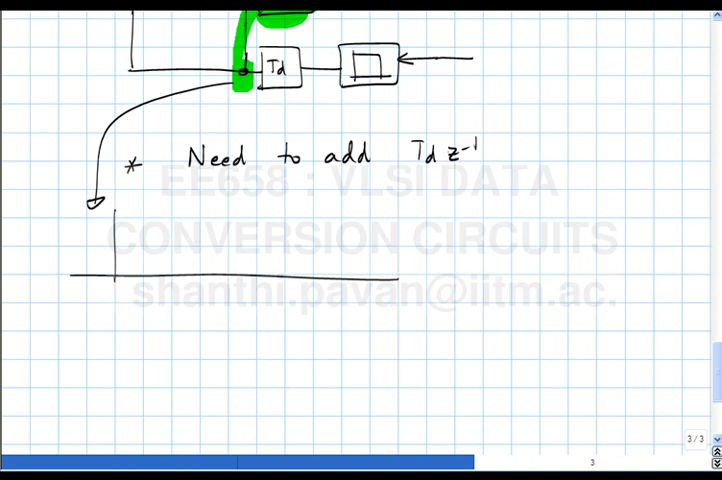 Td
* Need to add Td z-1
EE658 : VLSI DATA
CONVERSION CIRCUITS
shanthi.pavan@iitm.ac.
3 / 3
3